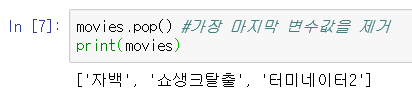 In [7]: movies.pop() #가장 마지막 변수값을 제거
print(movies)
['자백', '쇼생크탈출', '터미네이터2']